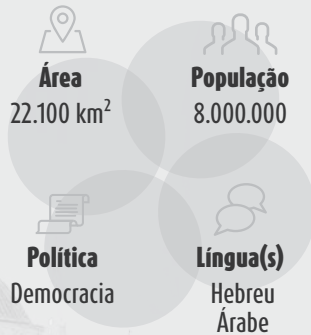 Área
22.100 km²
População
8.000.000
Política
Democracia
Língua(s)
Hebreu
Árabe